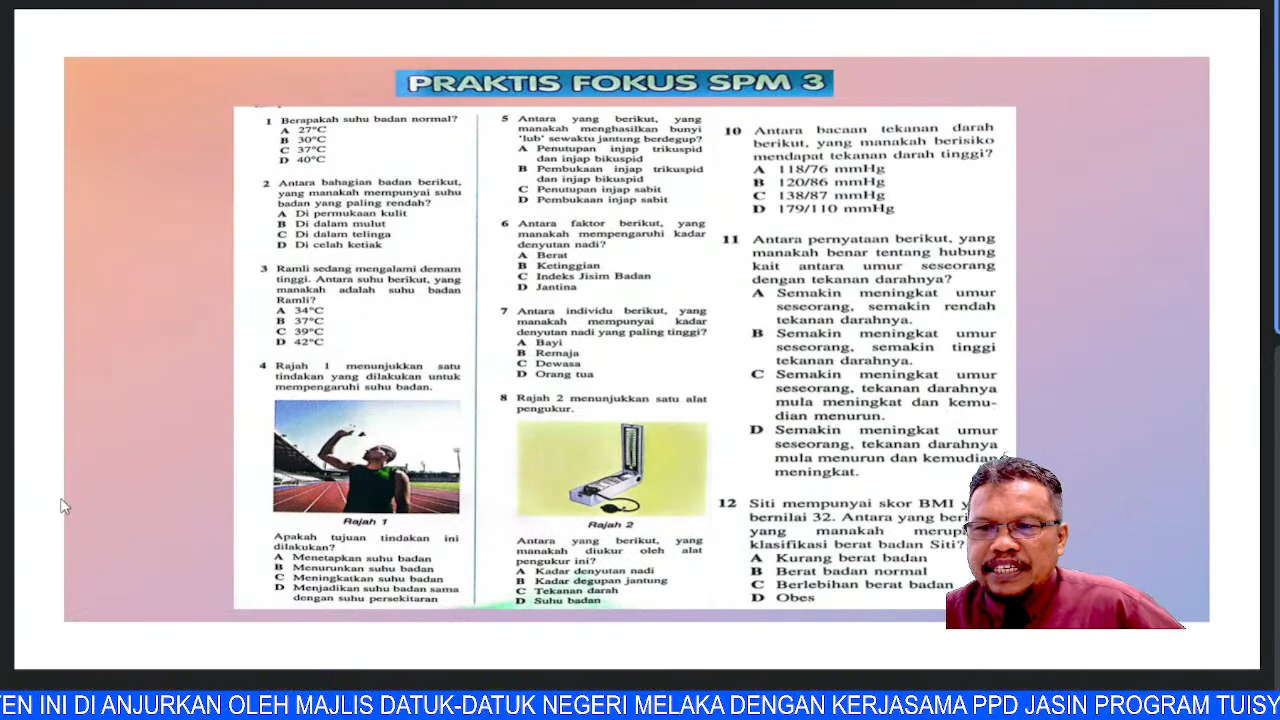 PRAKTIS FOKUS SPM 3
1 Berapakah suhu badan normal?
A 27°C
B 30°C
C 37°C
D 40°C
2 Antara bahagian badan berikut,
yang manakah mempunyai suhu
badan yang paling rendah?
A Di permukaan kulit
B Di dalam mulut
C Di dalam telinga
D Di celah ketiak
3 Ramli sedang mengalami demam
tinggi. Antara suhu berikut, yang
manakah adalah suhu badan
Ramli?
A 34°C
B 37°C
C 39°C
D 42°C
4 Rajah 1 menunjukkan satu
tindakan yang dilakukan untuk
mempengaruhi suhu badan.
Rajah 1
Apakah tujuan tindakan ini
dilakukan?
A Menetapkan suhu badan
B Menurunkan suhu badan
C Meningkatkan suhu badan
D Menjadikan suhu badan sama
dengan suhu persekitaran
5 Antara yang berikut, yang
manakah menghasilkan bunyi
'lub' sewaktu jantung berdegup?
A Penutupan injap trikuspid
dan injap bikuspid
B Pembukaan injap trikuspid
dan injap bikuspid
C Penutupan injap sabit
D Pembukaan injap sabit
6 Antara faktor berikut, yang
manakah mempengaruhi kadar
denyutan nadi?
A Berat
B Ketinggian
C Indeks Jisim Badan
D Jantina
7 Antara individu berikut, yang
manakah mempunyai kadar
denyutan nadi yang paling tinggi?
A Bayi
B Remaja
C Dewasa
D Orang tua
8 Rajah 2 menunjukkan satu alat
pengukur.
Rajah 2
Antara yang berikut, yang
manakah diukur oleh alat
pengukur ini?
A Kadar denyutan nadi
B Kadar degupan jantung
C Tekanan darah
D Suhu badan
10 Antara bacaan tekanan darah
berikut, yang manakah berisiko
mendapat tekanan darah tinggi?
A 118/76 mmHg
B 120/86 mmHg
C 138/87 mmHg
D 179/110 mmHg
11 Antara pernyataan berikut, yang
manakah benar tentang hubung
kait antara umur seseorang
dengan tekanan darahnya?
A Semakin meningkat umur
seseorang, semakin rendah
tekanan darahnya.
B Semakin meningkat umur
seseorang, semakin tinggi
tekanan darahnya.
C Semakin meningkat umur
seseorang, tekanan darahnya
mula meningkat dan kemu-
dian menurun.
D Semakin meningkat umur
seseorang, tekanan darahnya
mula menurun dan kemudian
meningkat.
12 Siti mempunyai skor BMI
bernilai 32. Antara yang
yang manakah
klasifikasi berat badan Siti?
A Kurang berat badan
B Berat badan normal
C Berlebihan berat badan
D Obes
INI DI ANJURKAN OLEH MAJLIS DATUK-DATUK NEGERI MELAKA DENGAN KERJASAMA PPD JASIN PROGRAM